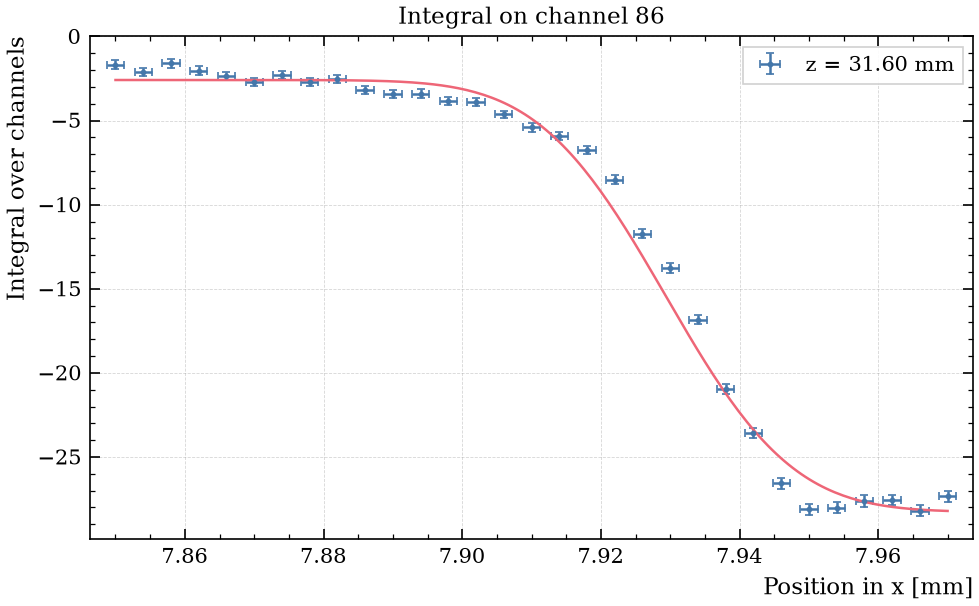 Integral on channel 86
Integral over channels
0
−5
−10
−15
−20
−25
z = 31.60 mm
7.86 7.88 7.90 7.92 7.94 7.96
Position in x [mm]